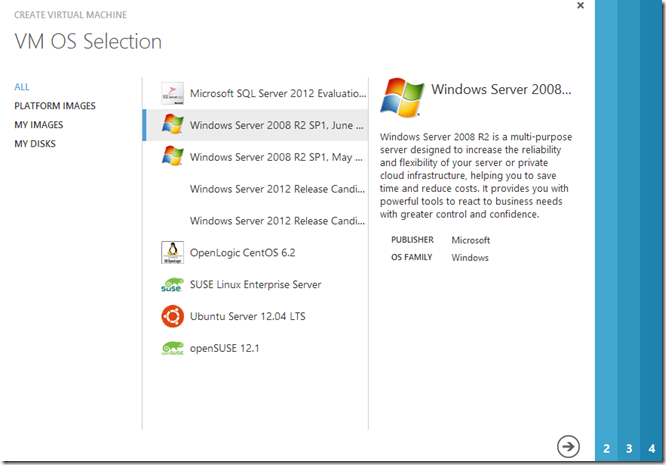 CREATE VIRTUAL MACHINE
VM OS Selection
ALL
PLATFORM IMAGES
MY IMAGES
MY DISKS
Microsoft SQL Server 2012 Evaluatio...
Windows Server 2008 R2 SP1, June ...
Windows Server 2008 R2 SP1, May ...
Windows Server 2012 Release Candi...
Windows Server 2012 Release Candi...
OpenLogic CentOS 6.2
SUSE Linux Enterprise Server
Ubuntu Server 12.04 LTS
openSUSE 12.1
Windows Server 2008...
Windows Server 2008 R2 is a multi-purpose
server designed to increase the reliability
and flexibility of your server or private
cloud infrastructure, helping you to save
time and reduce costs. It provides you with
powerful tools to react to business needs
with greater control and confidence.
PUBLISHER Microsoft
OS FAMILY Windows
2 3 4